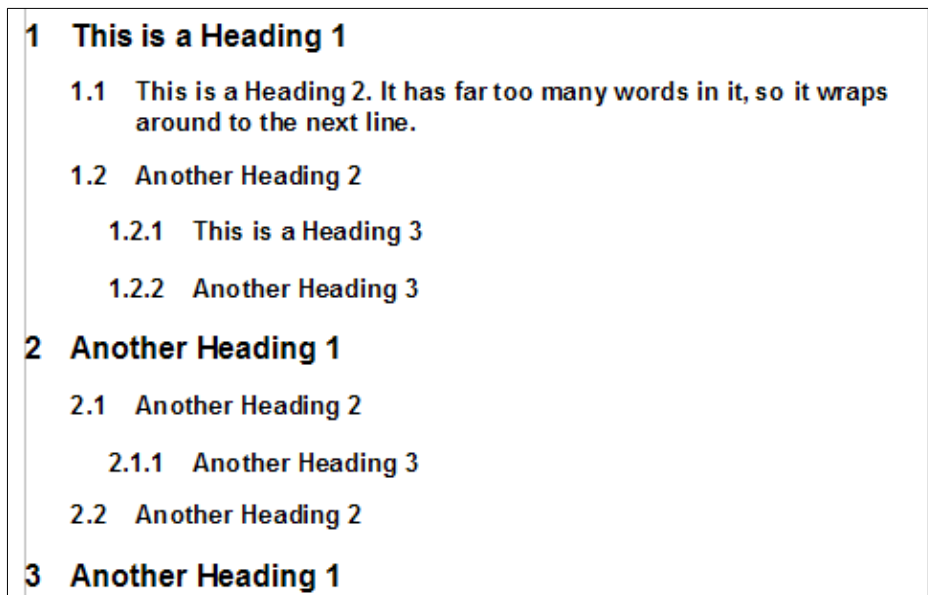 1 This is a Heading 1
1.1 This is a Heading 2. It has far too many words in it, so it wraps
around to the next line.
1.2 Another Heading 2
1.2.1 This is a Heading 3
1.2.2 Another Heading 3
2 Another Heading 1
2.1 Another Heading 2
2.1.1 Another Heading 3
2.2 Another Heading 2
3 Another Heading 1